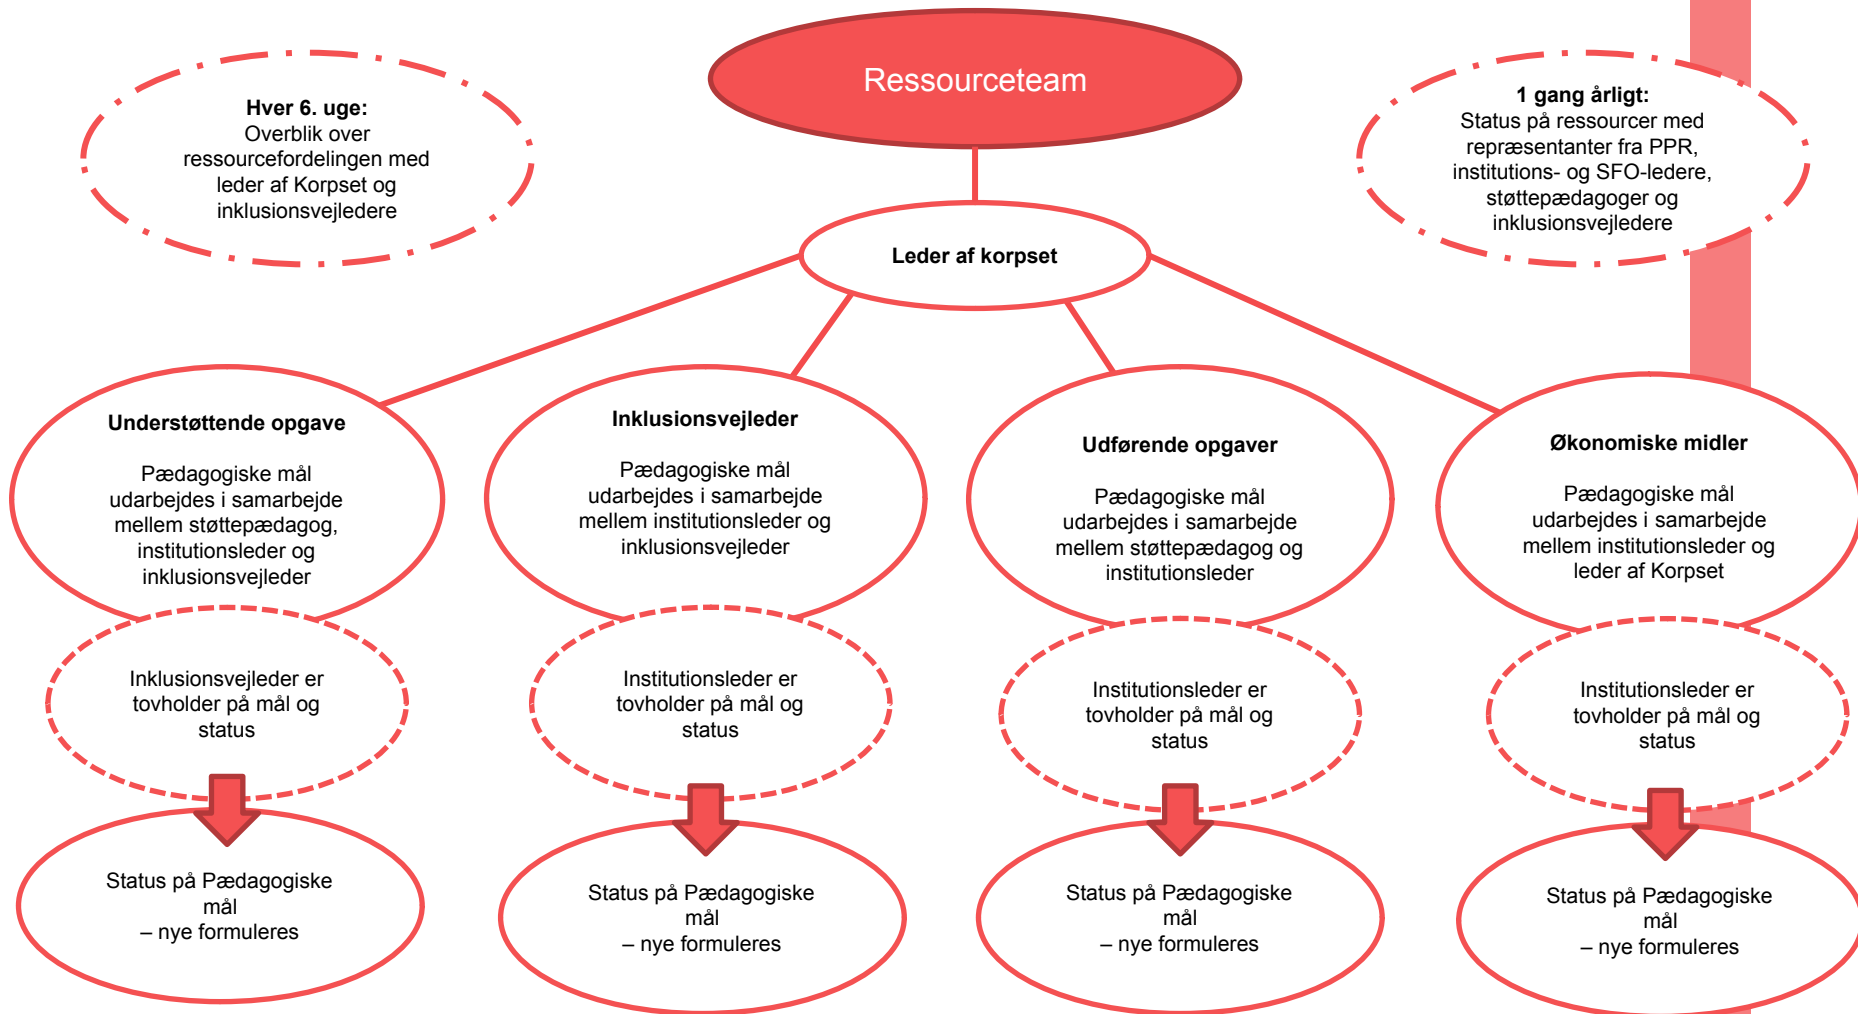 Ressourceteam
Hver 6. uge:
Overblik over
ressourcefordelingen med
leder af Korpset og
inklusionsvejledere
1 gang årligt:
Status på ressourcer med
repræsentanter fra PPR,
institutions- og SFO-ledere,
støttepædagoger og
inklusionsvejledere
Leder af korpset
Understøttende opgave
Pædagogiske mål
udarbejdes i samarbejde
mellem støttepædagog,
institutionsleder og
inklusionsvejleder
Inklusionsvejleder
Pædagogiske mål
udarbejdes i samarbejde
mellem institutionsleder og
inklusionsvejleder
Udførende opgaver
Pædagogiske mål
udarbejdes i samarbejde
mellem støttepædagog og
institutionsleder
Økonomiske midler
Pædagogiske mål
udarbejdes i samarbejde
mellem institutionsleder og
leder af Korpset
Inklusionsvejleder er
tovholder på mål og
status
Institutionsleder er
tovholder på mål og
status
Institutionsleder er
tovholder på mål og
status
Institutionsleder er
tovholder på mål og
status
Status på Pædagogiske
mål
– nye formuleres
Status på Pædagogiske
mål
– nye formuleres
Status på Pædagogiske
mål
– nye formuleres
Status på Pædagogiske
mål
– nye formuleres